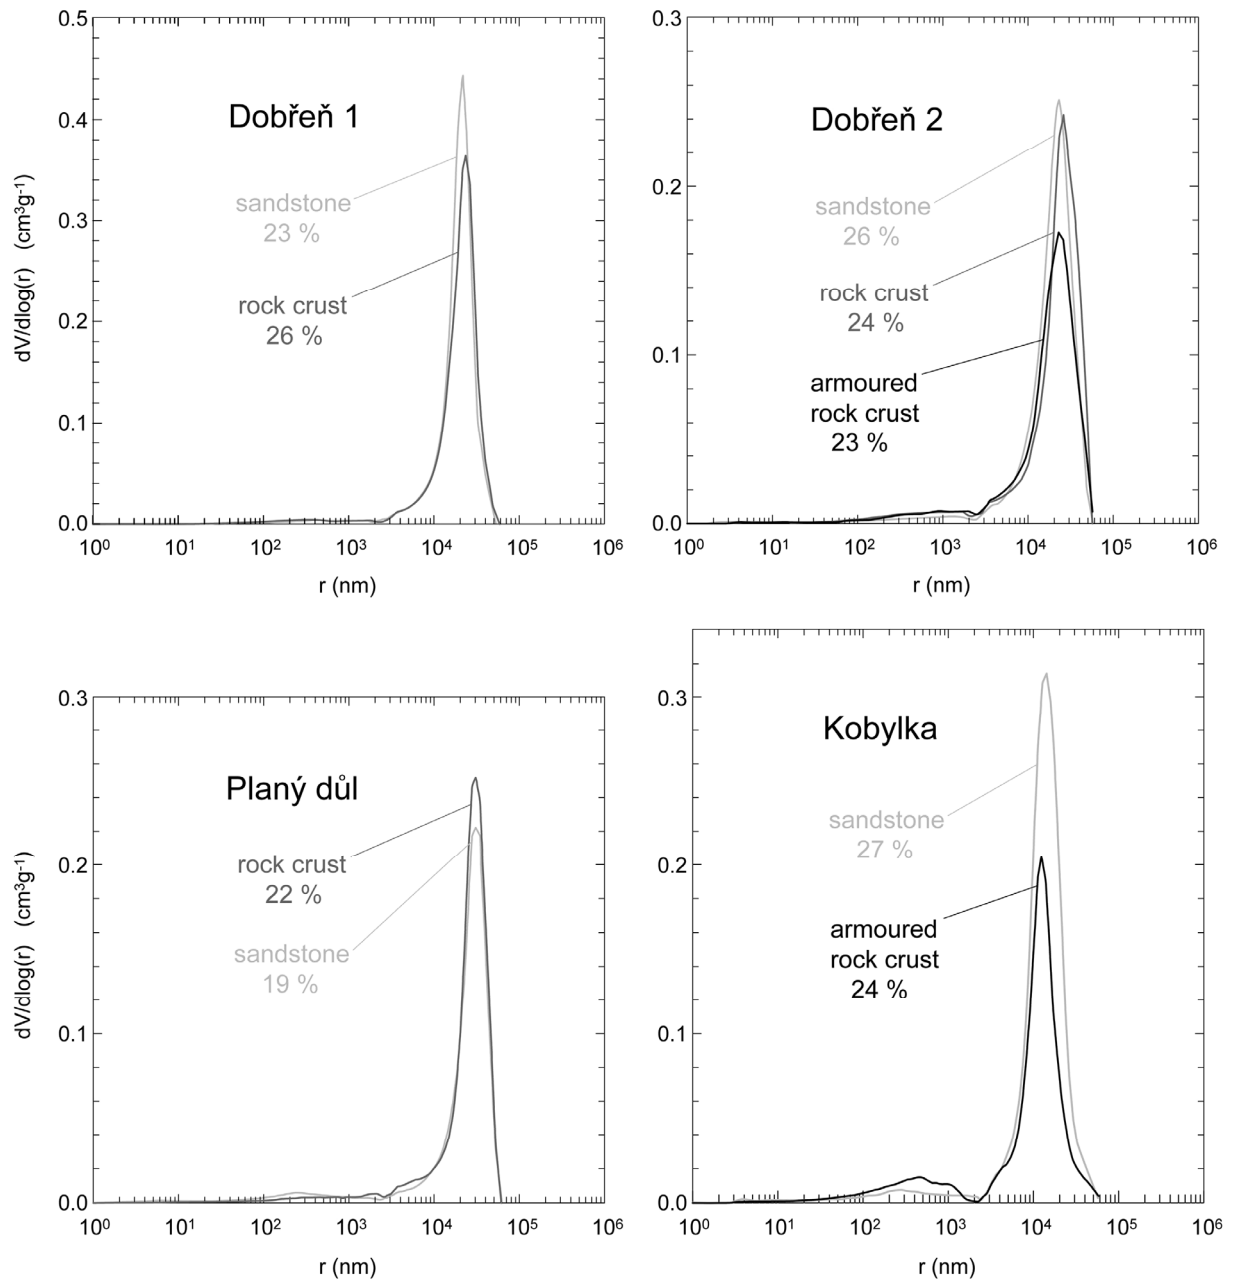 0.5
0.4
0.3
0.2
0.1
0.0
dV/dlog(r) (cm³g⁻¹)
Dobřeň 1
sandstone
23 %
rock crust
26 %
10⁰ 10¹ 10² 10³ 10⁴ 10⁵ 10⁶
r (nm)
0.3
0.2
0.1
0.0
Dobřeň 2
sandstone
26 %
rock crust
24 %
armoured
rock crust
23 %
10⁰ 10¹ 10² 10³ 10⁴ 10⁵ 10⁶
r (nm)
0.3
0.2
0.1
0.0
dV/dlog(r) (cm³g⁻¹)
Planý důl
rock crust
22 %
sandstone
19 %
10⁰ 10¹ 10² 10³ 10⁴ 10⁵ 10⁶
r (nm)
0.3
0.2
0.1
0.0
Kobylka
sandstone
27 %
armoured
rock crust
24 %
10⁰ 10¹ 10² 10³ 10⁴ 10⁵ 10⁶
r (nm)